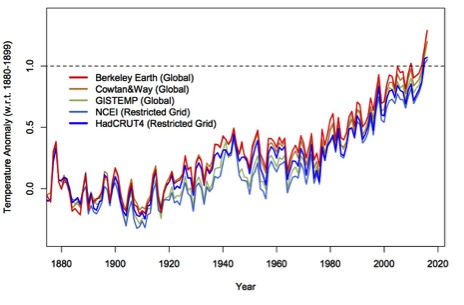 Temperature Anomaly (w.r.t. 1880-1899)
1.0
0.5
0.0
Berkeley Earth (Global)
Cowtan&Way (Global)
GISTEMP (Global)
NCEI (Restricted Grid)
HadCRUT4 (Restricted Grid)
1880 1900 1920 1940 1960 1980 2000 2020
Year